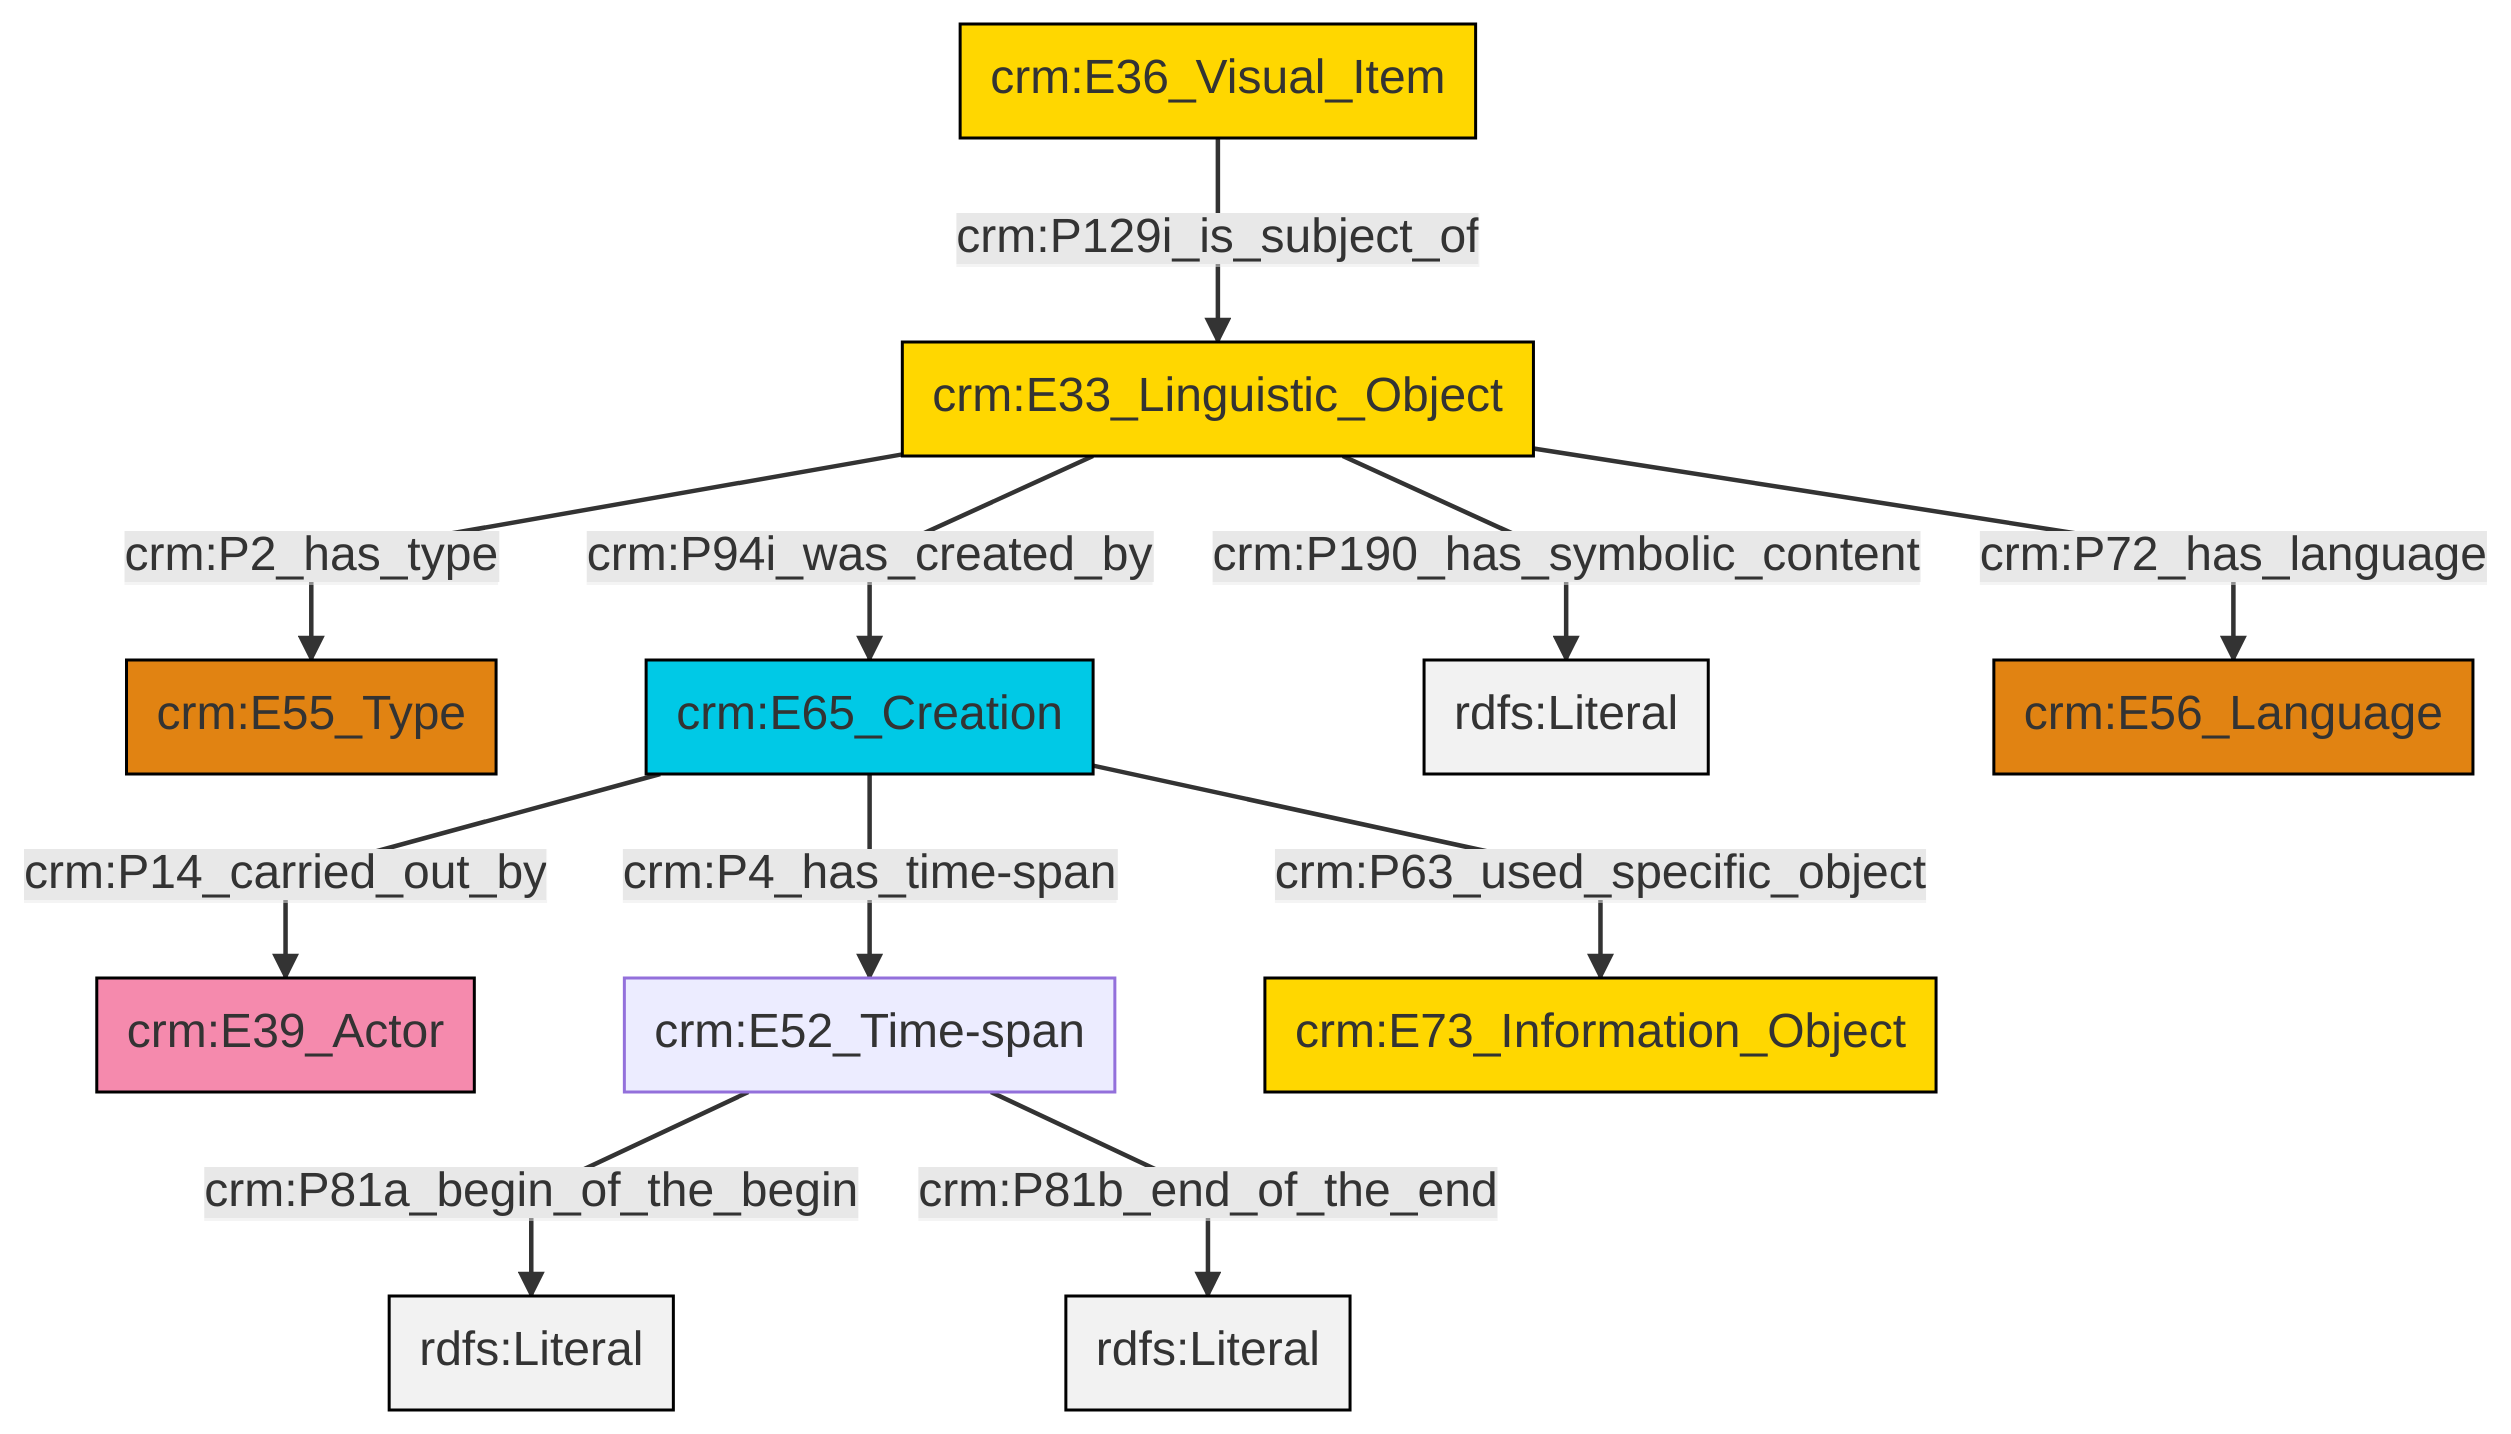 crm:E36_Visual_Item
crm:P129i_is_subject_of
crm:E33_Linguistic_Object
crm:P2_has_type
crm:P94i_was_created_by
crm:P190_has_symbolic_content
crm:P72_has_language
crm:E55_Type
crm:E65_Creation
rdfs:Literal
crm:E56_Language
crm:P14_carried_out_by
crm:P4_has_time-span
crm:P63_used_specific_object
crm:E39_Actor
crm:E52_Time-span
crm:E73_Information_Object
crm:P81a_begin_of_the_begin
crm:P81b_end_of_the_end
rdfs:Literal
rdfs:Literal